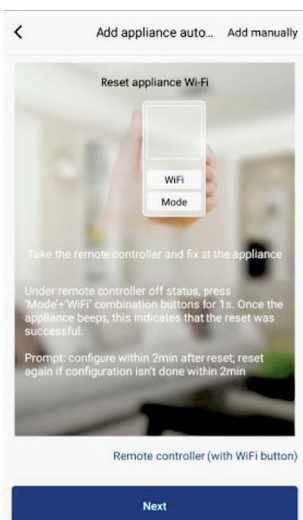 Add appliance auto... Add manually
Reset appliance Wi-Fi
WiFi
Mode
Take the remote controller and fix at the appliance
Under remote controller off status, press
'Mode'+'WiFi' combination buttons for 1s. Once the
appliance beeps, this indicates that the reset was
successful.
Prompt: configure within 2min after reset; reset
again if configuration isn't done within 2min
Remote controller (with WiFi button)
Next